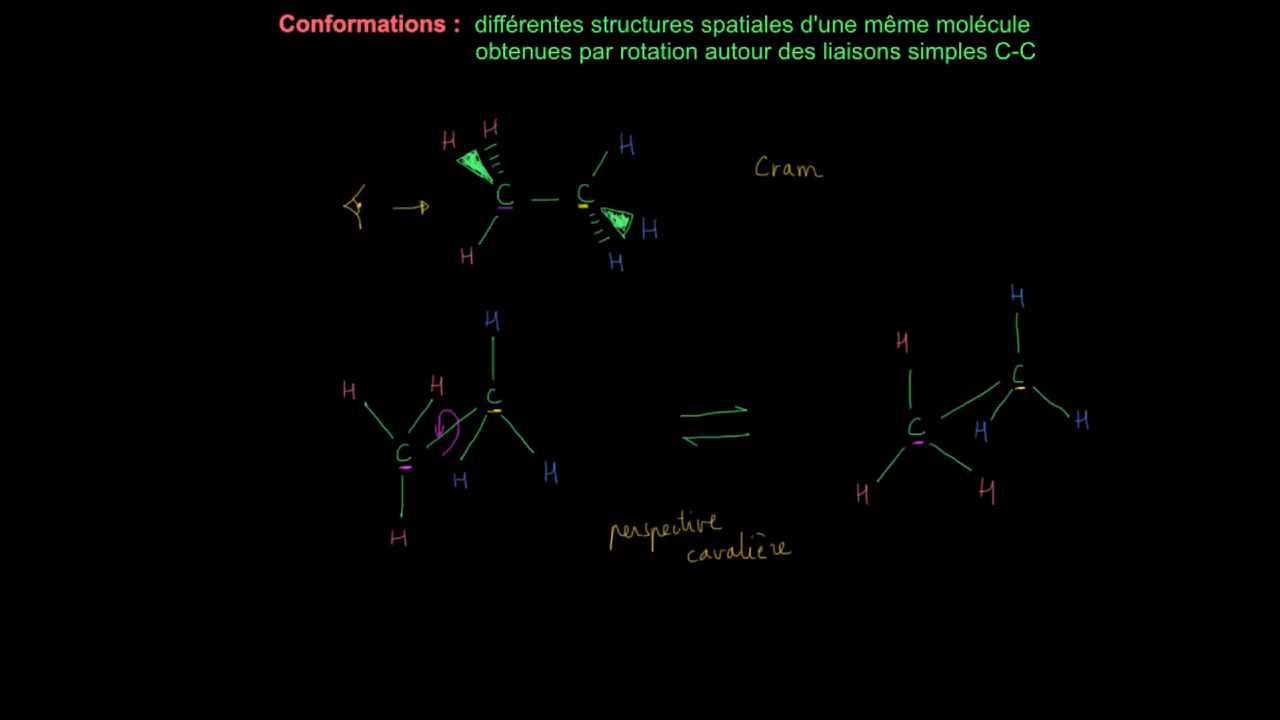 Conformations : différentes structures spatiales d'une même molécule
obtenues par rotation autour des liaisons simples C-C
H H H
Cram
C C
H
H H
H H
H
H H
C
C
H H
C
C
H H
H H
H
perspective
cavalière